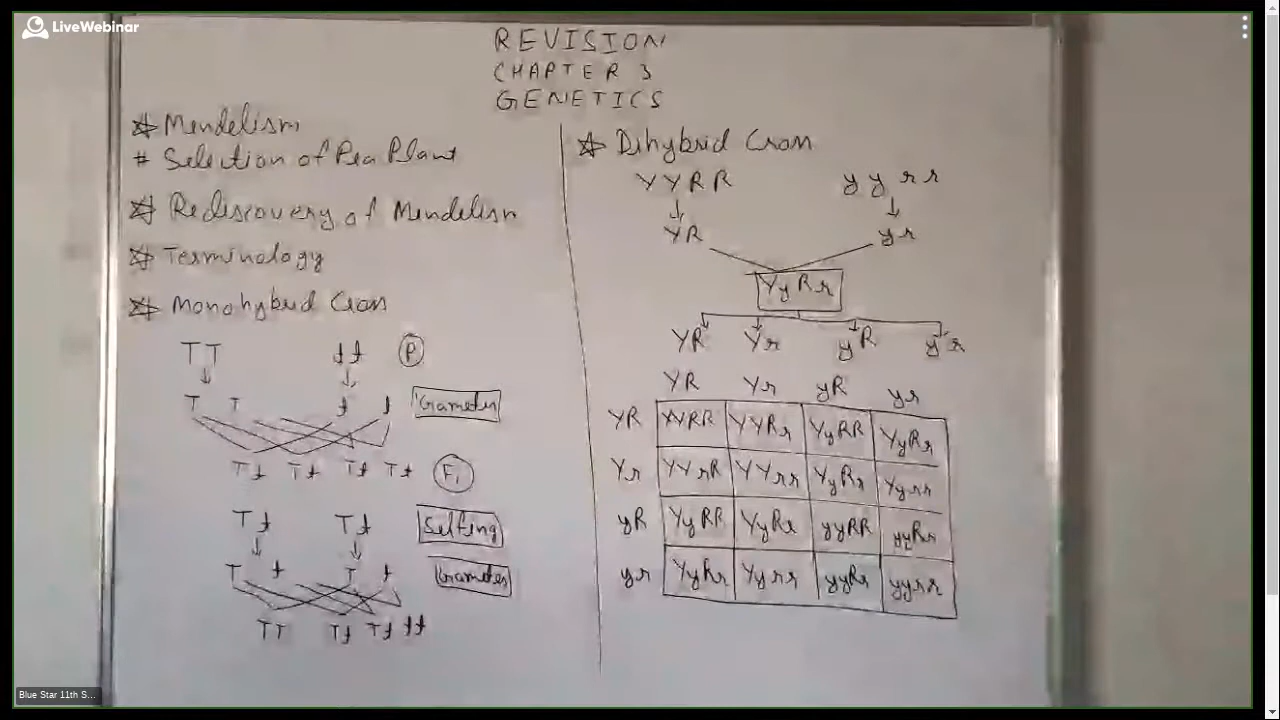 LiveWebinar
REVISION
CHAPTER 3
GENETICS
Mendelism
# Selection of Pea Plant
Rediscovery of Mendelism
Terminology
Monohybrid Cross
TT tt P
T T t t Gametes
Tt Tt Tt Tt F1
Tt Tt Selfing
T t T t Gametes
TT Tt Tt tt
Dihybrid Cross
YYRR yyrr
YR yr
YyRr
YR Yr yR yr
YR Yr yR yr
YR YYRR YYRr YyRR YyRr
Yr YYrR YYrr YyRr Yyrr
yR YyRR YyRr yyRR yyRr
yr YyRr Yyrr yyRr yyrr
Blue Star 11th S...